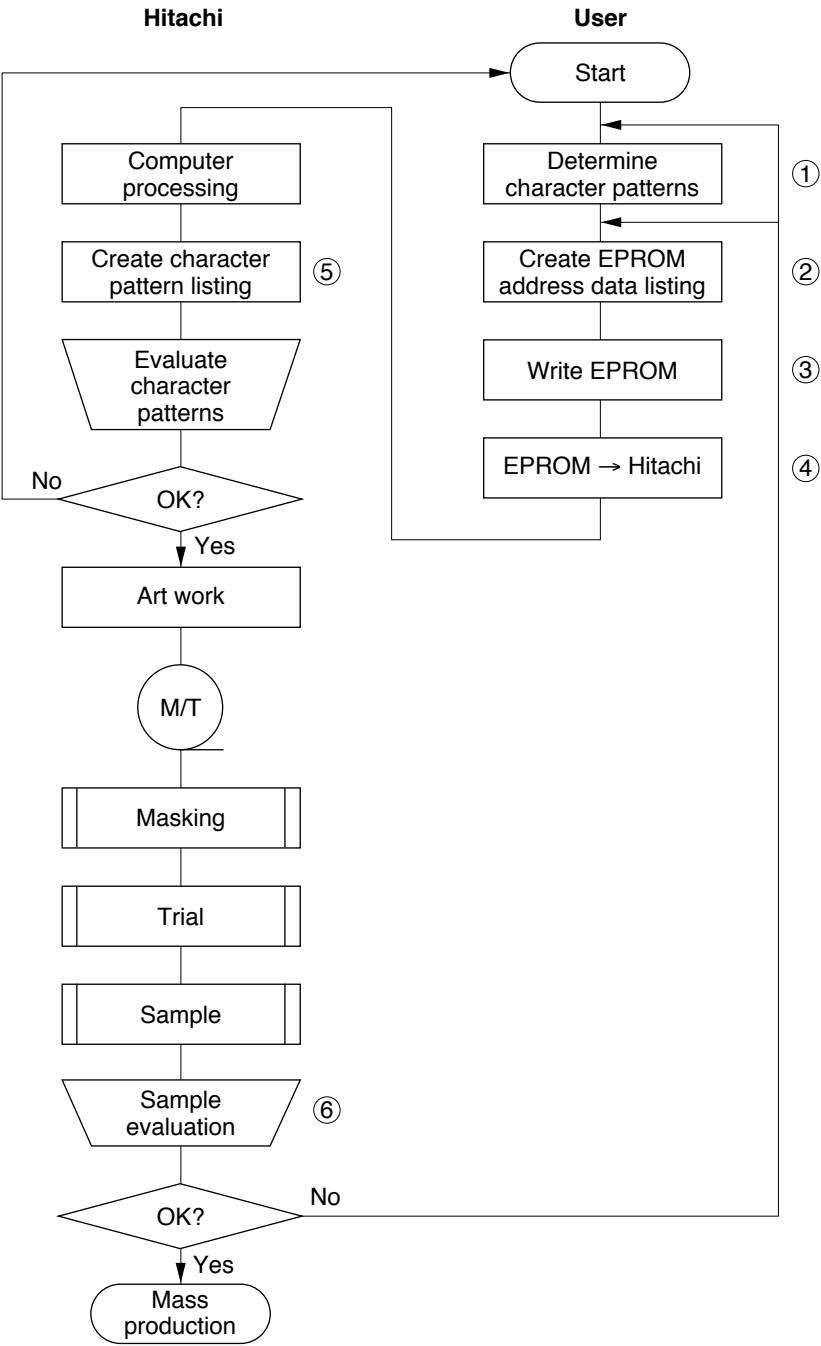 Hitachi
User
Start
Determine
character patterns
①
Create EPROM
address data listing
②
Write EPROM
③
EPROM → Hitachi
④
Computer
processing
Create character
pattern listing
⑤
Evaluate
character
patterns
OK?
No
Yes
Art work
M/T
Masking
Trial
Sample
Sample
evaluation
⑥
OK?
No
Yes
Mass
production